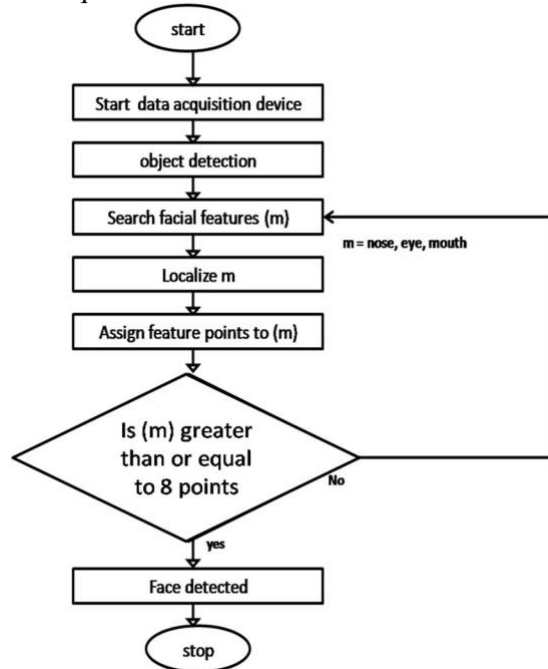 start
Start data acquisition device
object detection
Search facial features (m)
m = nose, eye, mouth
Localize m
Assign feature points to (m)
Is (m) greater
than or equal
to 8 points
No
yes
Face detected
stop